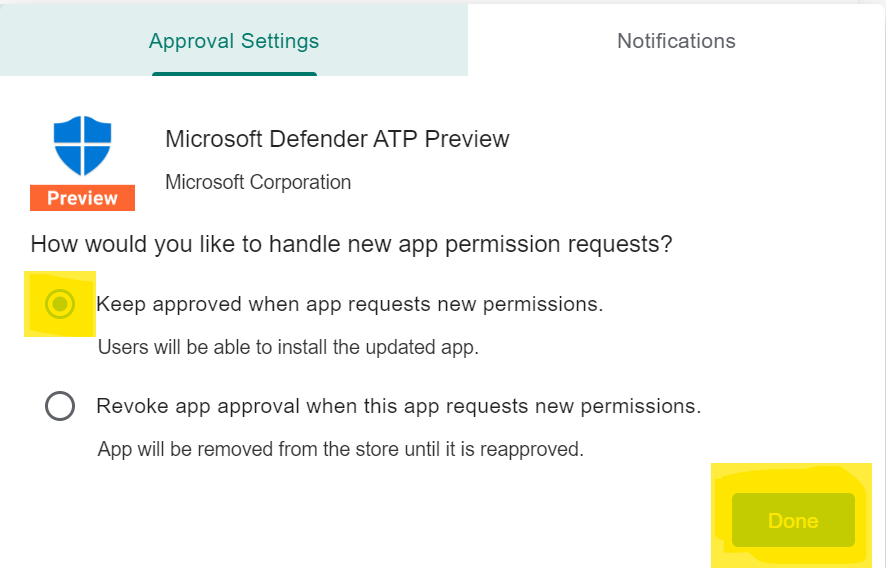 Approval Settings
Notifications
Microsoft Defender ATP Preview
Microsoft Corporation
Preview
How would you like to handle new app permission requests?
Keep approved when app requests new permissions.
Users will be able to install the updated app.
Revoke app approval when this app requests new permissions.
App will be removed from the store until it is reapproved.
Done